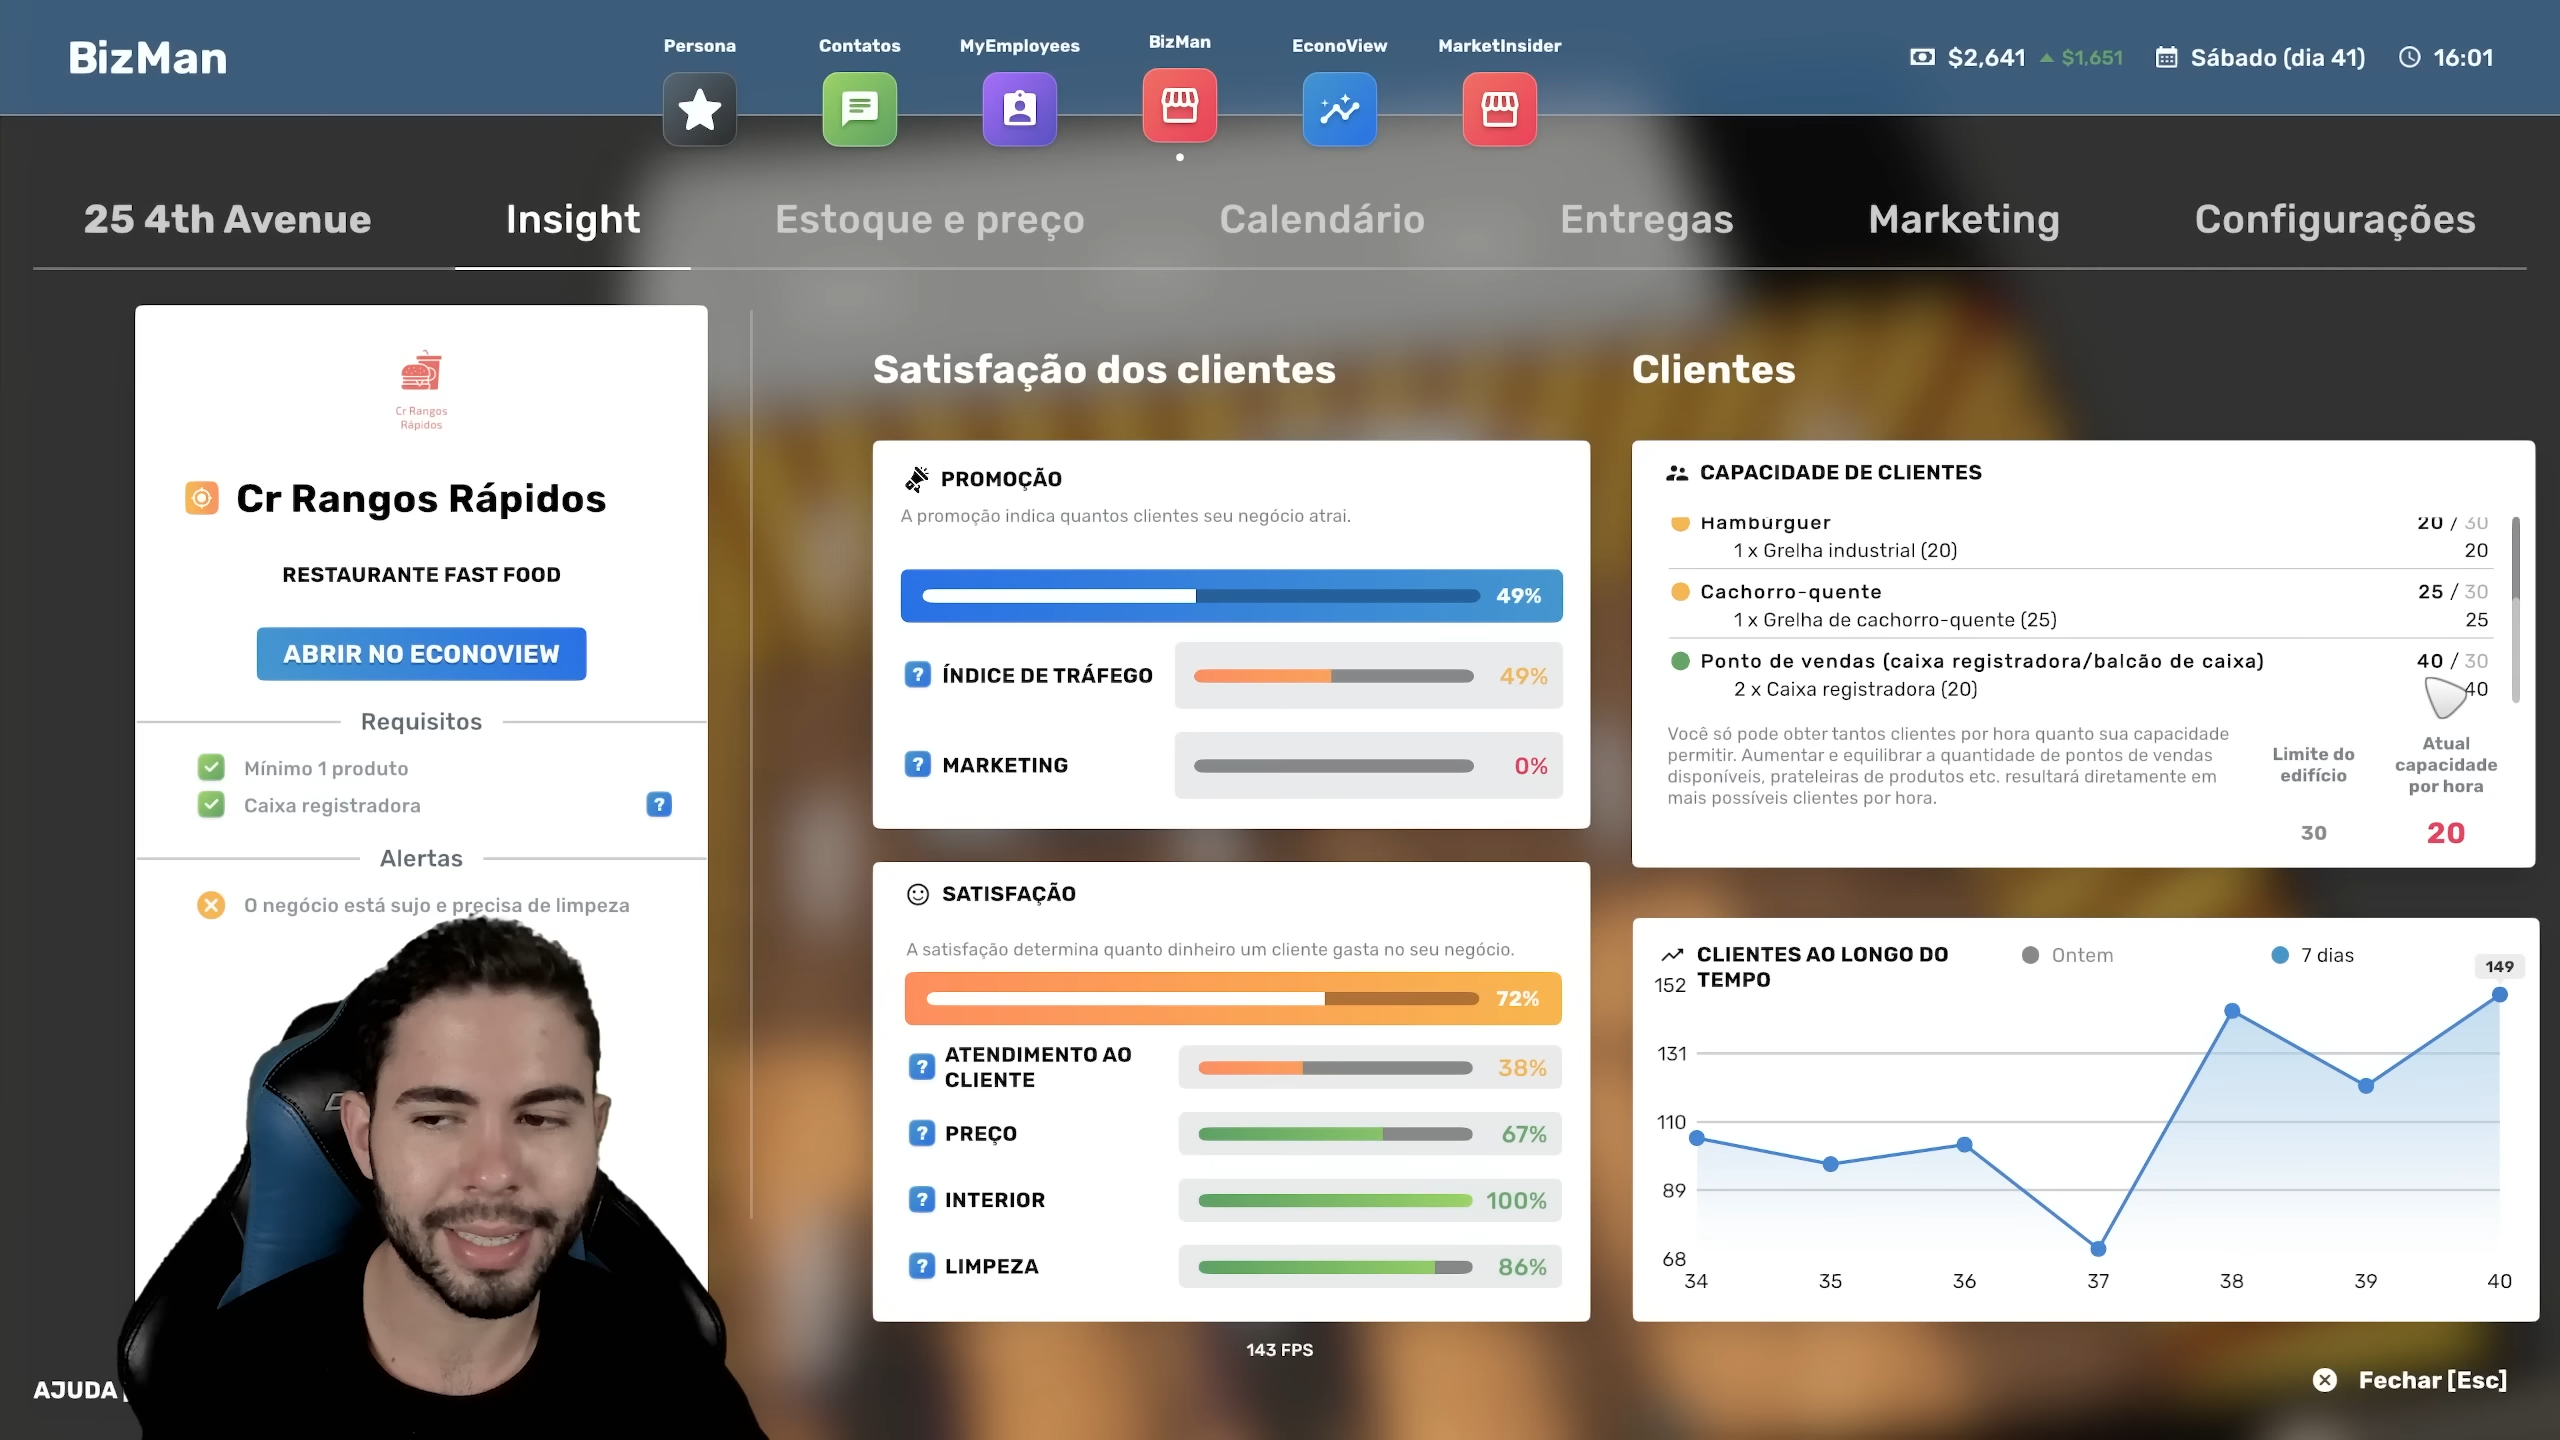 BizMan
Persona
Contatos
MyEmployees
BizMan
EconoView
MarketInsider
$2,641
$1,651
Sábado (dia 41)
16:01
25 4th Avenue
Insight
Estoque e preço
Calendário
Entregas
Marketing
Configurações
Cr Rangos
Rápidos
Cr Rangos Rápidos
RESTAURANTE FAST FOOD
ABRIR NO ECONOVIEW
Requisitos
Mínimo 1 produto
Caixa registradora
?
Alertas
O negócio está sujo e precisa de limpeza
Satisfação dos clientes
PROMOÇÃO
A promoção indica quantos clientes seu negócio atrai.
49%
? ÍNDICE DE TRÁFEGO 49%
? MARKETING 0%
SATISFAÇÃO
A satisfação determina quanto dinheiro um cliente gasta no seu negócio.
72%
? ATENDIMENTO AO
CLIENTE 38%
? PREÇO 67%
? INTERIOR 100%
? LIMPEZA 86%
Clientes
CAPACIDADE DE CLIENTES
Hambúrguer 20 / 30
1 x Grelha industrial (20) 20
Cachorro-quente 25 / 30
1 x Grelha de cachorro-quente (25) 25
Ponto de vendas (caixa registradora/balcão de caixa) 40 / 30
2 x Caixa registradora (20) 40
Você só pode obter tantos clientes por hora quanto sua capacidade
permitir. Aumentar e equilibrar a quantidade de pontos de vendas
disponíveis, prateleiras de produtos etc. resultará diretamente em
mais possíveis clientes por hora.
Limite do
edifício
30
Atual
capacidade
por hora
20
CLIENTES AO LONGO DO
TEMPO
Ontem
7 dias
149
152
131
110
89
68
34 35 36 37 38 39 40
143 FPS
AJUDA
Fechar [Esc]